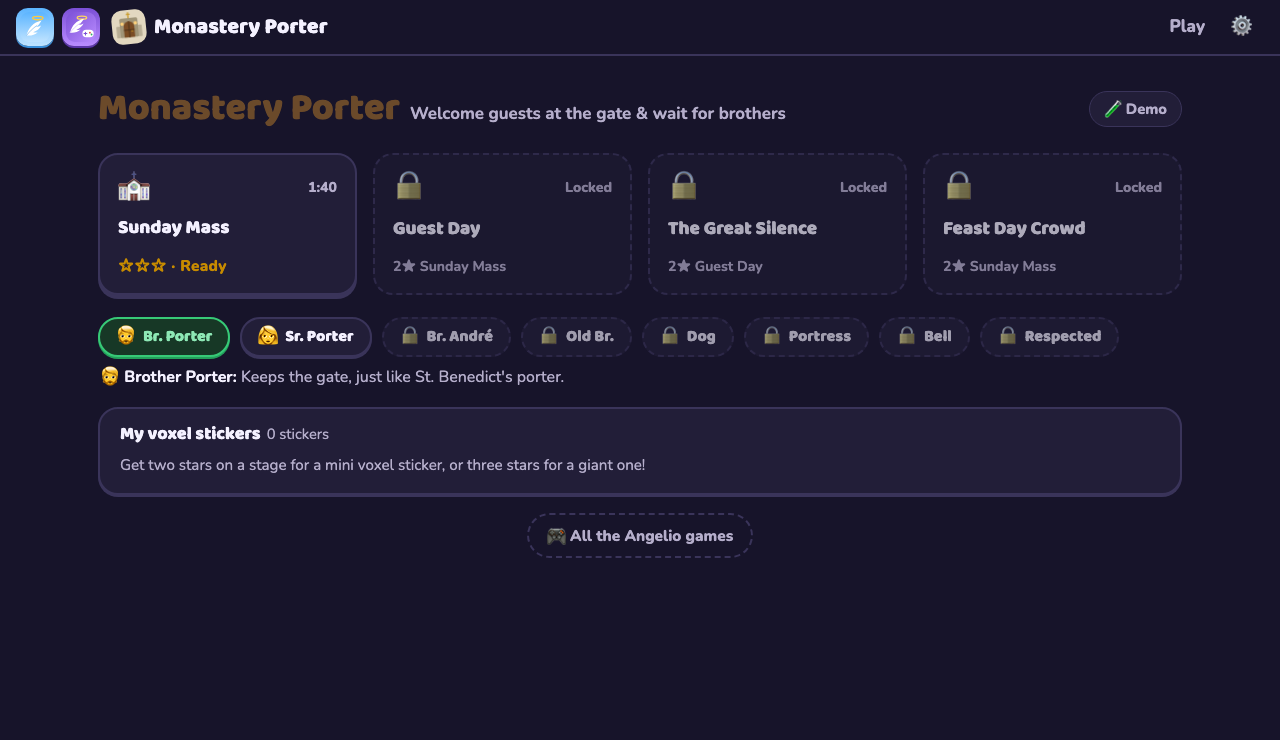 Monastery Porter
Play
Monastery Porter Welcome guests at the gate & wait for brothers
Demo
1:40
Sunday Mass
☆☆☆ · Ready
Locked
Guest Day
2★ Sunday Mass
Locked
The Great Silence
2★ Guest Day
Locked
Feast Day Crowd
2★ Sunday Mass
Br. Porter
Sr. Porter
Br. André
Old Br.
Dog
Portress
Bell
Respected
Brother Porter: Keeps the gate, just like St. Benedict's porter.
My voxel stickers 0 stickers
Get two stars on a stage for a mini voxel sticker, or three stars for a giant one!
All the Angelio games